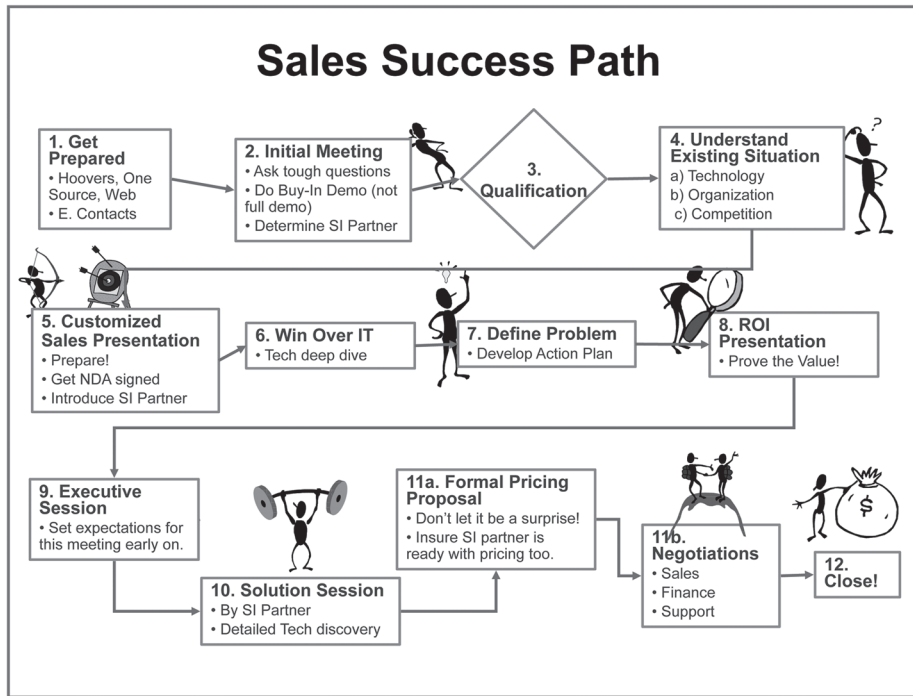 Sales Success Path
1. Get
Prepared
• Hoovers, One
Source, Web
• E. Contacts
2. Initial Meeting
• Ask tough questions
• Do Buy-In Demo (not
full demo)
• Determine SI Partner
3.
Qualification
4. Understand
Existing Situation
a) Technology
b) Organization
c) Competition
?
5. Customized
Sales Presentation
• Prepare!
• Get NDA signed
• Introduce SI Partner
6. Win Over IT
• Tech deep dive
7. Define Problem
• Develop Action Plan
8. ROI
Presentation
• Prove the Value!
9. Executive
Session
• Set expectations for
this meeting early on.
10. Solution Session
• By SI Partner
• Detailed Tech discovery
11a. Formal Pricing
Proposal
• Don't let it be a surprise!
• Insure SI partner is
ready with pricing too.
11b.
Negotiations
• Sales
• Finance
• Support
$
12.
Close!